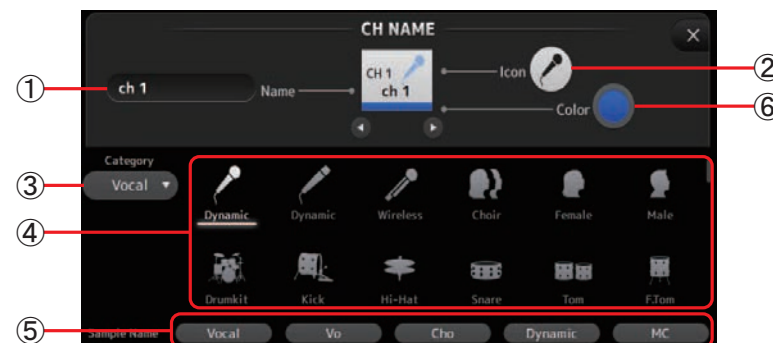 CH NAME
×
① ch 1 Name CH 1 Icon ②
ch 1 Color ⑥
Category
③ Vocal
④ Dynamic Dynamic Wireless Choir Female Male
Drumkit Kick Hi-Hat Snare Tom F.Tom
⑤ Sample Name Vocal Vo Cho Dynamic MC